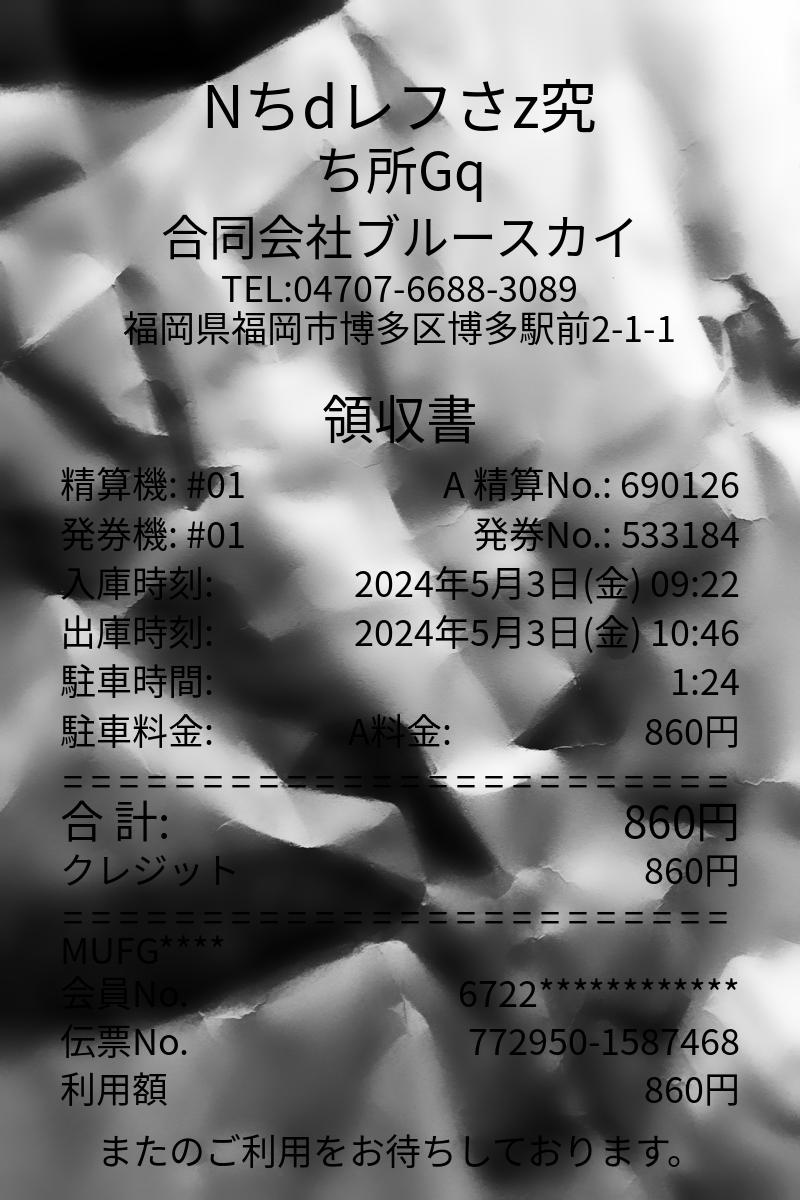 Nちdレフさz究
ち所Gq
合同会社ブルースカイ
TEL:04707-6688-3089
福岡県福岡市博多区博多駅前2-1-1
領収書
精算機: #01 A 精算No.: 690126
発券機: #01 発券No.: 533184
入庫時刻: 2024年5月3日(金) 09:22
出庫時刻: 2024年5月3日(金) 10:46
駐車時間: 1:24
駐車料金: A料金: 860円
========================
合 計: 860円
クレジット 860円
========================
MUFG****
会員No. 6722************
伝票No. 772950-1587468
利用額 860円
またのご利用をお待ちしております。